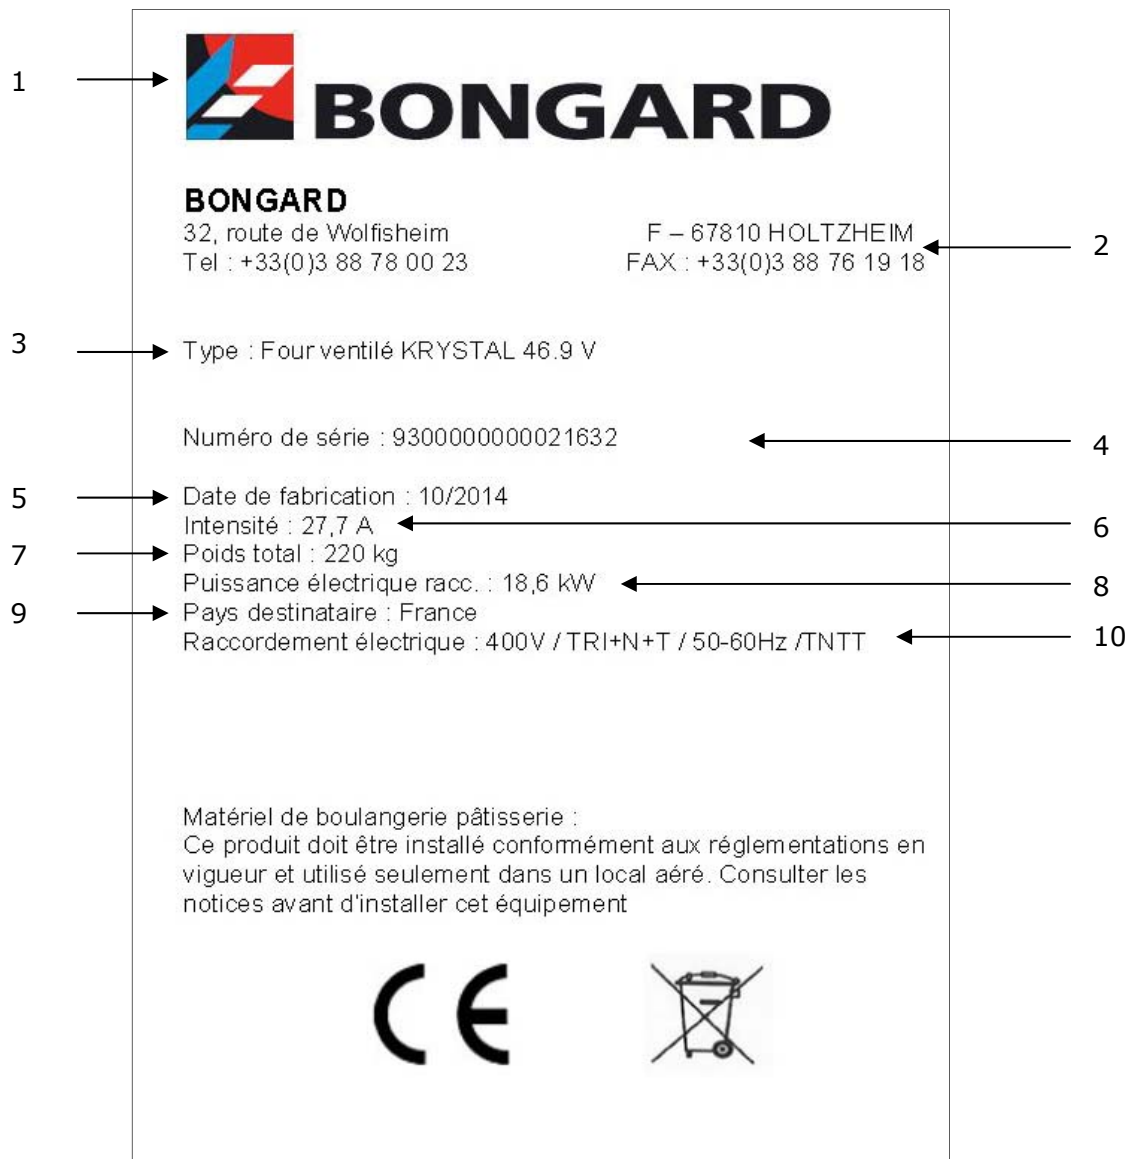 1
BONGARD
BONGARD
32, route de Wolfisheim F – 67810 HOLTZHEIM
2
Tel : +33(0)3 88 78 00 23 FAX : +33(0)3 88 76 19 18
3 Type : Four ventilé KRYSTAL 46.9 V
Numéro de série : 9300000000021632 4
5 Date de fabrication : 10/2014
Intensité : 27,7 A 6
7 Poids total : 220 kg
Puissance électrique racc. : 18,6 kW 8
9 Pays destinataire : France
Raccordement électrique : 400V / TRI+N+T / 50-60Hz /TNTT 10
Matériel de boulangerie pâtisserie :
Ce produit doit être installé conformément aux réglementations en
vigueur et utilisé seulement dans un local aéré. Consulter les
notices avant d'installer cet équipement
CE